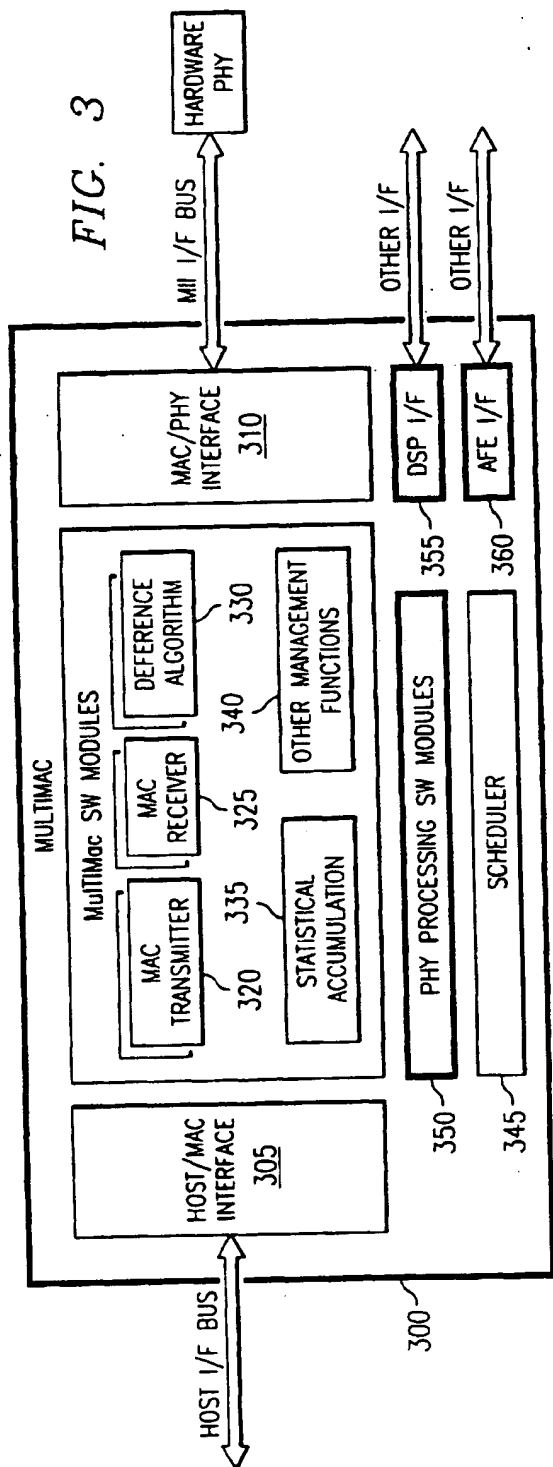 FIG. 3
MULTIMAC
MulTIMac SW MODULES
HOST I/F BUS
HOST/MAC
INTERFACE
305
MAC
TRANSMITTER
320
MAC
RECEIVER
325
DEFERENCE
ALGORITHM
330
335
STATISTICAL
ACCUMULATION
340
OTHER MANAGEMENT
FUNCTIONS
MAC/PHY
INTERFACE
310
MII I/F BUS
HARDWARE
PHY
350
PHY PROCESSING SW MODULES
355
DSP I/F
OTHER I/F
345
SCHEDULER
360
AFE I/F
OTHER I/F
300